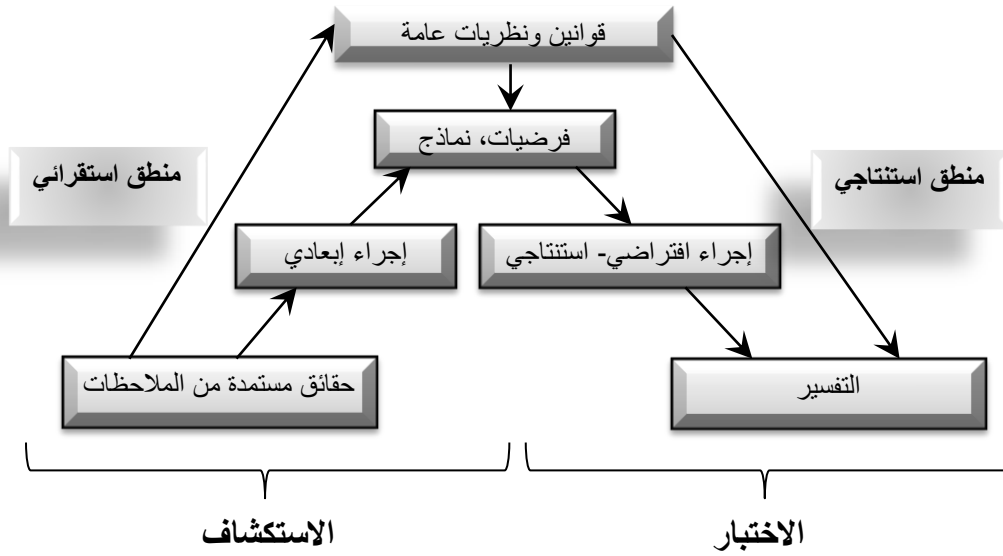 قوانين ونظريات عامة
فرضيات، نماذج
منطق استنتاجي
منطق استقرائي
إجراء افتراضي- استنتاجي
إجراء إبعادي
التفسير
حقائق مستمدة من الملاحظات
الاختبار
الاستكشاف